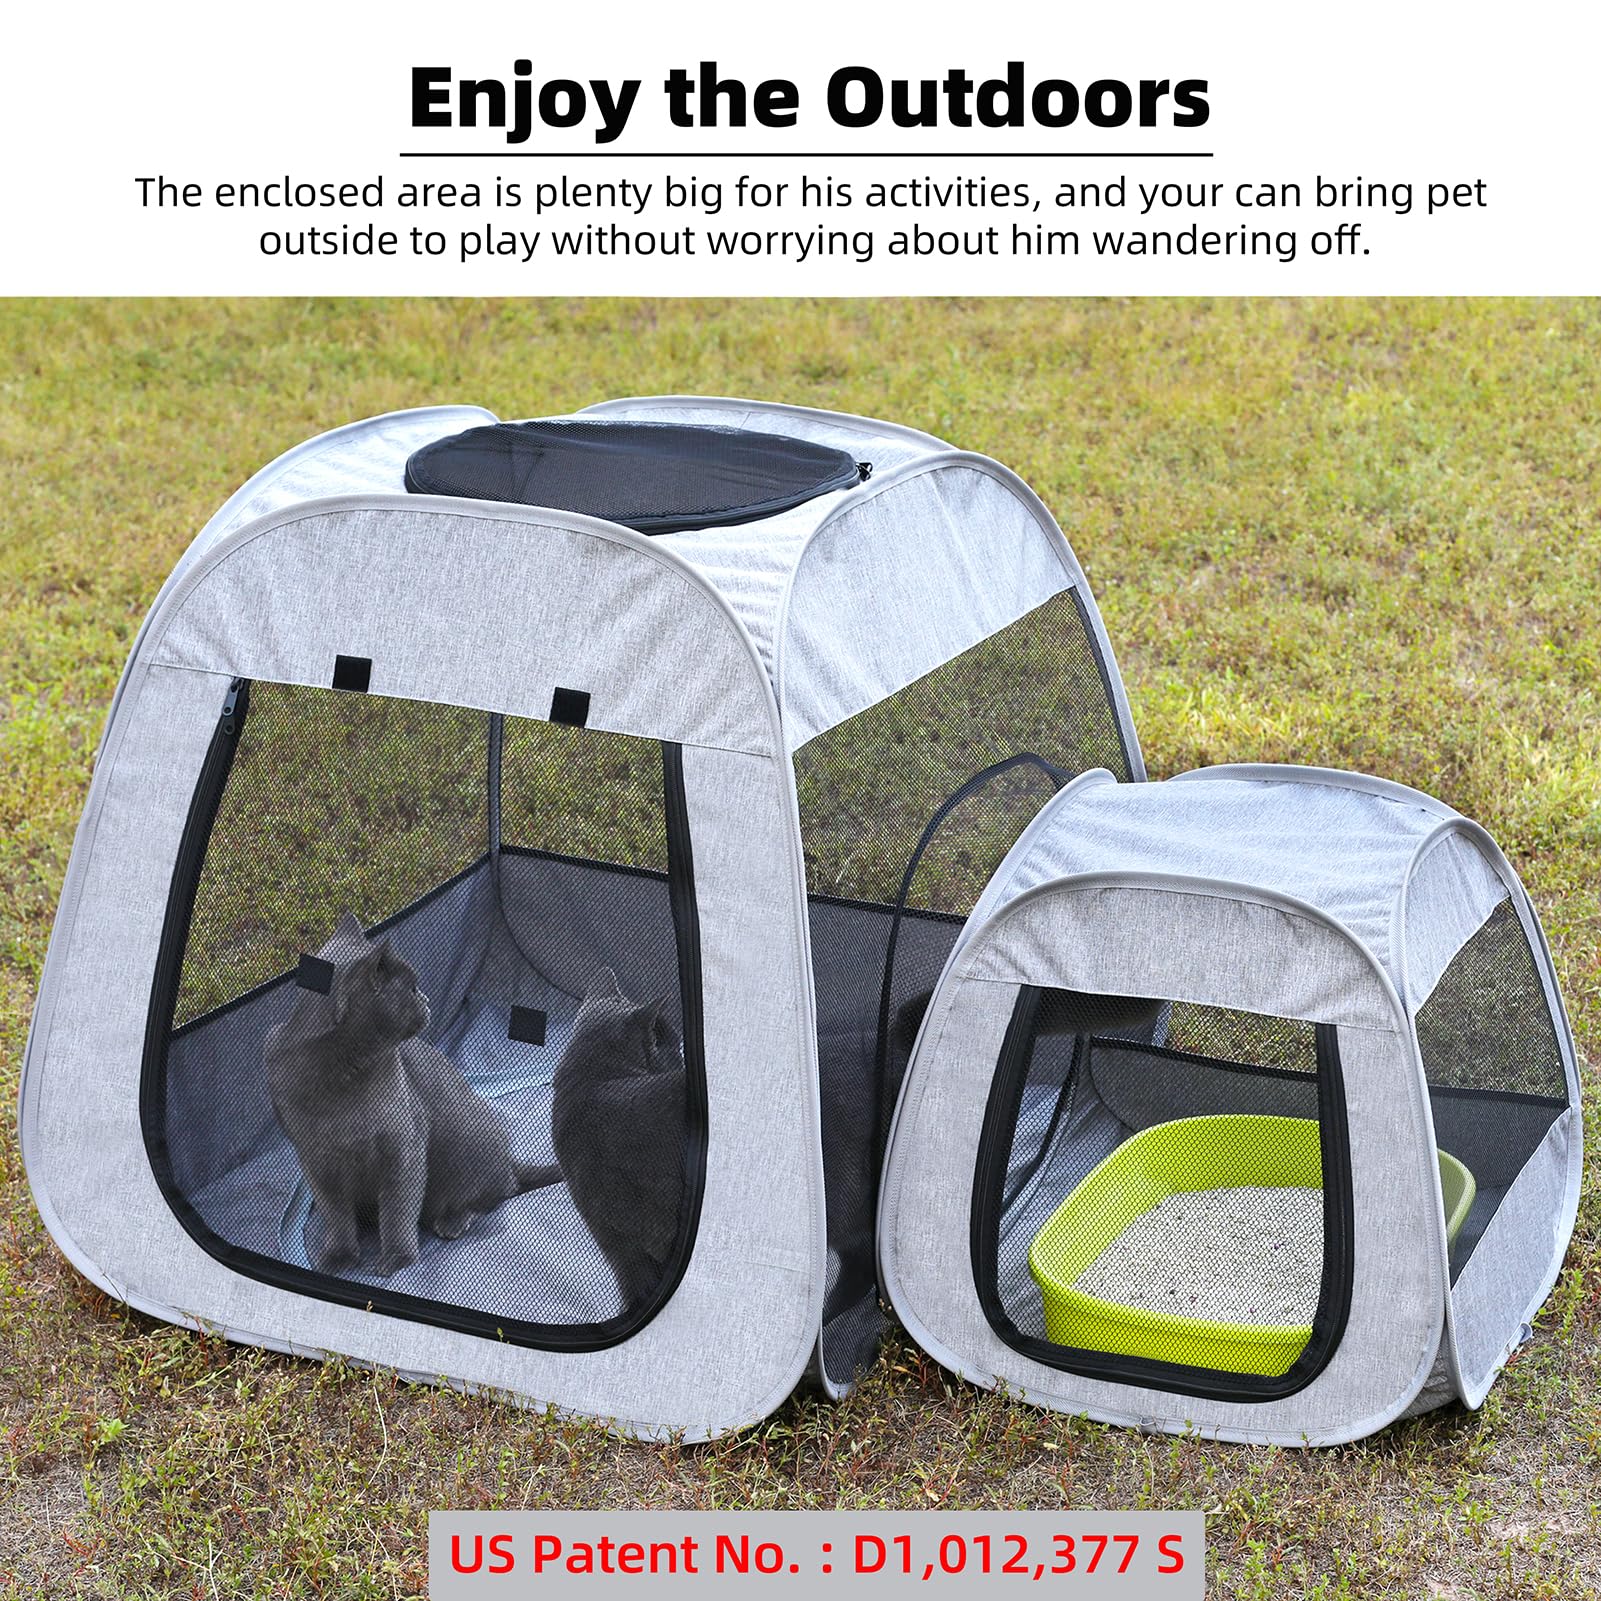 Enjoy the Outdoors
The enclosed area is plenty big for his activities, and your can bring pet
outside to play without worrying about him wandering off.
US Patent No. : D1,012,377 S